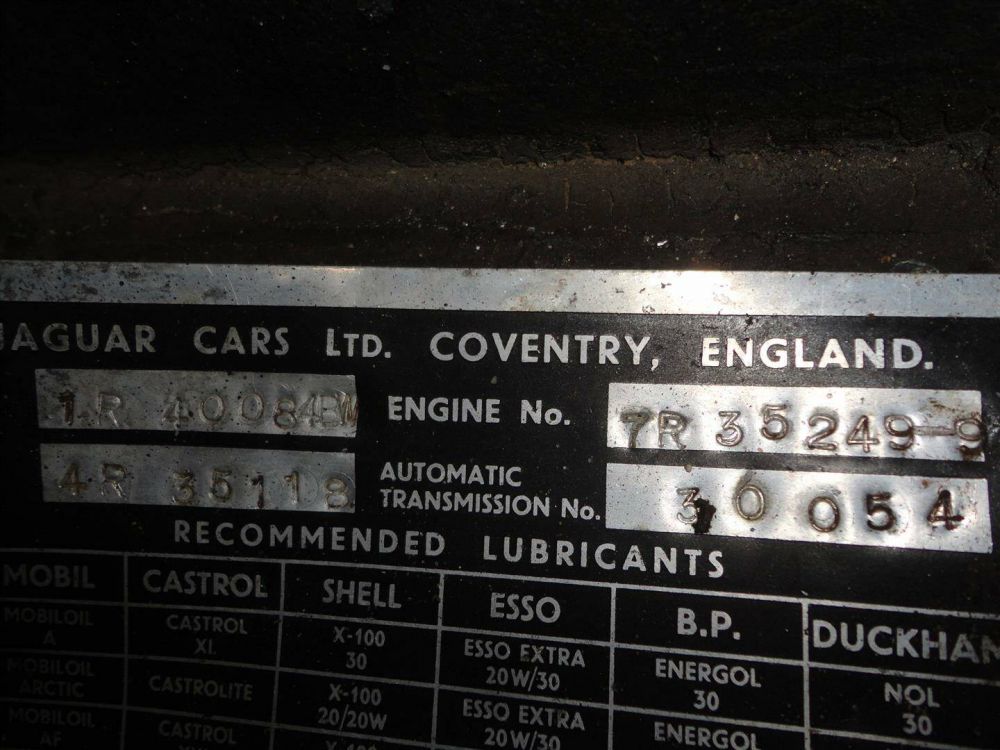 JAGUAR CARS LTD. COVENTRY, ENGLAND.
1R 40084BW ENGINE No. 7R 35249-9
4R 35118 AUTOMATIC TRANSMISSION No. 30054
RECOMMENDED LUBRICANTS
MOBIL CASTROL SHELL ESSO B.P. DUCKHAM
MOBILOIL A CASTROL XL X-100 30 ESSO EXTRA 20W/30 ENERGOL 30 NOL 30
MOBILOIL ARCTIC CASTROLITE X-100 20/20W ESSO EXTRA 20W/30 ENERGOL
MOBILOIL AF CASTROL X-100